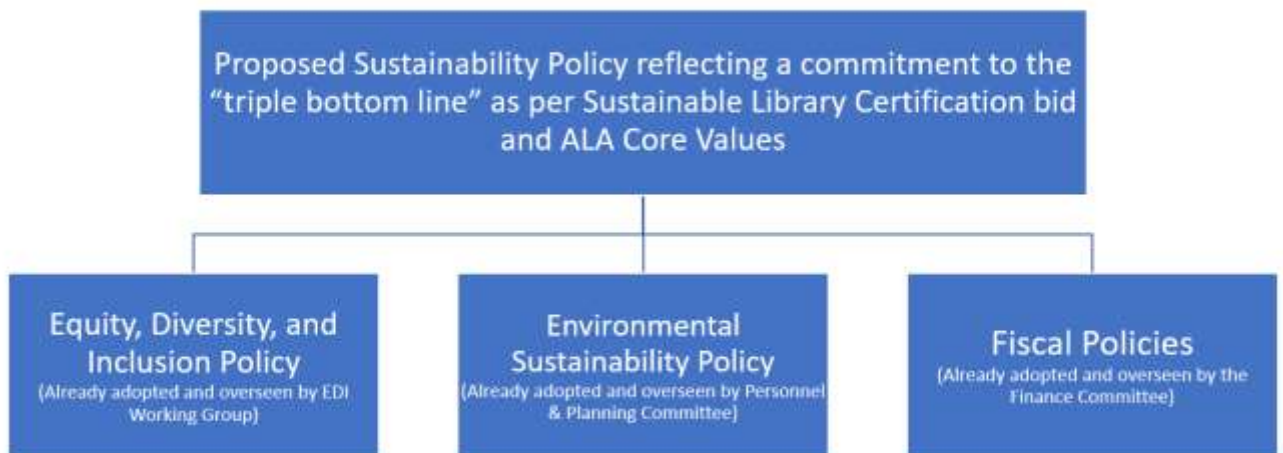 Proposed Sustainability Policy reflecting a commitment to the
“triple bottom line” as per Sustainable Library Certification bid
and ALA Core Values
Equity, Diversity, and
Inclusion Policy
(Already adopted and overseen by EDI
Working Group)
Environmental
Sustainability Policy
(Already adopted and overseen by Personnel
& Planning Committee)
Fiscal Policies
(Already adopted and overseen by the
Finance Committee)